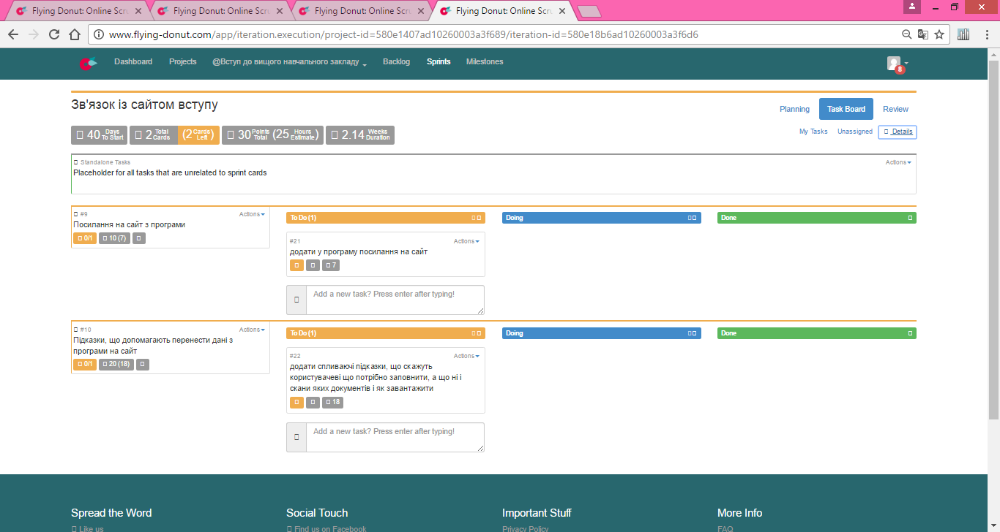 Flying Donut: Online Scru
Flying Donut: Online Scru
Flying Donut: Online Scru
Flying Donut: Online Scru
www.flying-donut.com/app/iteration.execution/project-id=580e1407ad10260003a3f689/iteration-id=580e18b6ad10260003a3f6d6
Dashboard Projects @Вступ до вищого навчального закладу Backlog Sprints Milestones
8
Зв'язок із сайтом вступу
Planning Task Board Review
40 Days To Start 2 Total Cards (2 Cards Left) 30 Points Total (25 Hours Estimate) 2.14 Weeks Duration
My Tasks Unassigned Details
Standalone Tasks Actions
Placeholder for all tasks that are unrelated to sprint cards
#9 Actions
Посилання на сайт з програми
0/1 10 (7)
To Do (1) Doing Done
#21 Actions
додати у програму посилання на сайт
7
Add a new task? Press enter after typing!
#10 Actions
Підказки, що допомагають перенести дані з
програми на сайт
0/1 20 (18)
To Do (1) Doing Done
#22 Actions
додати спливаючі підказки, що скажуть
користувачеві що потрібно заповнити, а що ні і
скани яких документів і як завантажити
18
Add a new task? Press enter after typing!
Spread the Word Social Touch Important Stuff More Info
Like us Find us on Facebook Privacy Policy FAQ